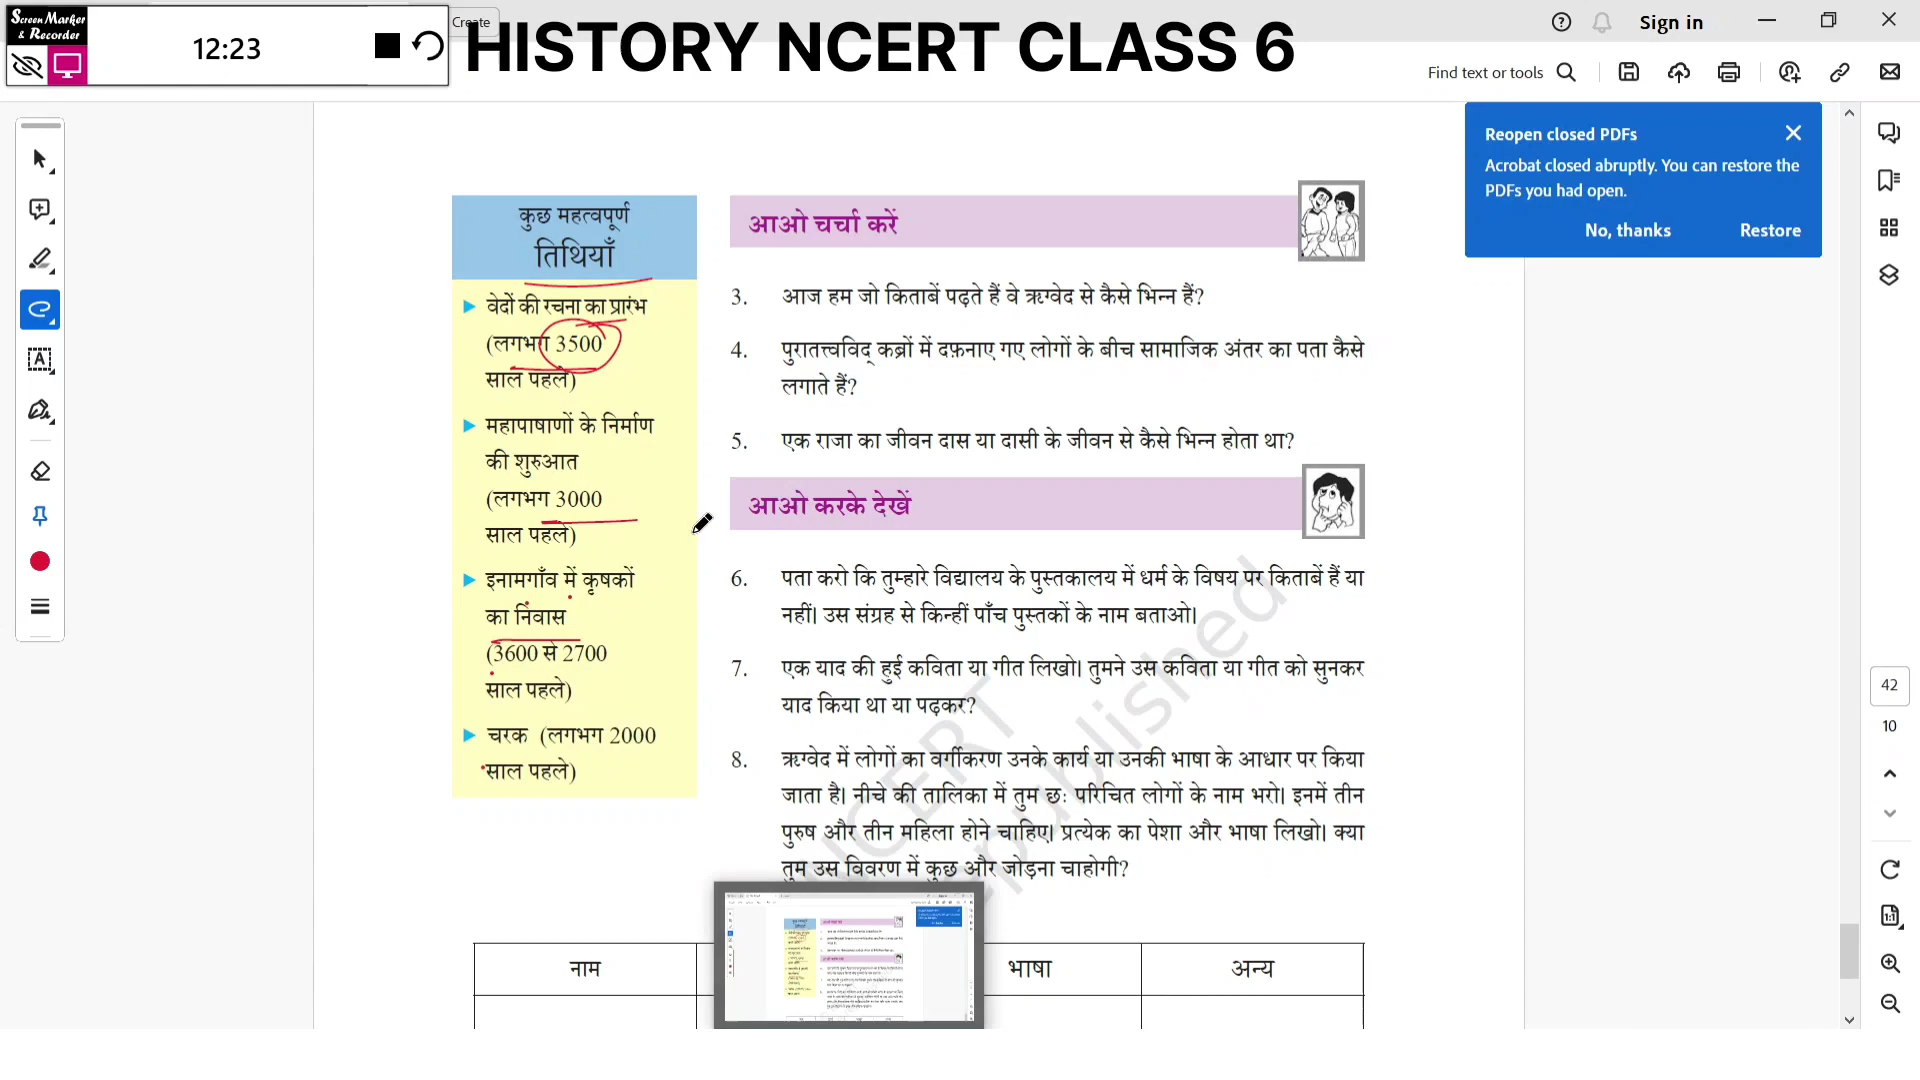 Screen Marker
& Recorder
12:23
Create
HISTORY NCERT CLASS 6
Sign in
Find text or tools
Reopen closed PDFs
Acrobat closed abruptly. You can restore the
PDFs you had open.
No, thanks
Restore
कुछ महत्वपूर्ण
तिथियाँ
वेदों की रचना का प्रारंभ
(लगभग 3500
साल पहले)
महापाषाणों के निर्माण
की शुरुआत
(लगभग 3000
साल पहले)
इनामगाँव में कृषकों
का निवास
(3600 से 2700
साल पहले)
चरक (लगभग 2000
साल पहले)
आओ चर्चा करें
3. आज हम जो किताबें पढ़ते हैं वे ऋग्वेद से कैसे भिन्न हैं?
4. पुरातत्त्वविद् कब्रों में दफ़नाए गए लोगों के बीच सामाजिक अंतर का पता कैसे
लगाते हैं?
5. एक राजा का जीवन दास या दासी के जीवन से कैसे भिन्न होता था?
आओ करके देखें
6. पता करो कि तुम्हारे विद्यालय के पुस्तकालय में धर्म के विषय पर किताबें हैं या
नहीं। उस संग्रह से किन्हीं पाँच पुस्तकों के नाम बताओ।
7. एक याद की हुई कविता या गीत लिखो। तुमने उस कविता या गीत को सुनकर
याद किया था या पढ़कर?
8. ऋग्वेद में लोगों का वर्गीकरण उनके कार्य या उनकी भाषा के आधार पर किया
जाता है। नीचे की तालिका में तुम छः परिचित लोगों के नाम भरो। इनमें तीन
पुरुष और तीन महिला होने चाहिए। प्रत्येक का पेशा और भाषा लिखो। क्या
तुम उस विवरण में कुछ और जोड़ना चाहोगी?
नाम
भाषा
अन्य
NCERT
republished
42
10
1:1